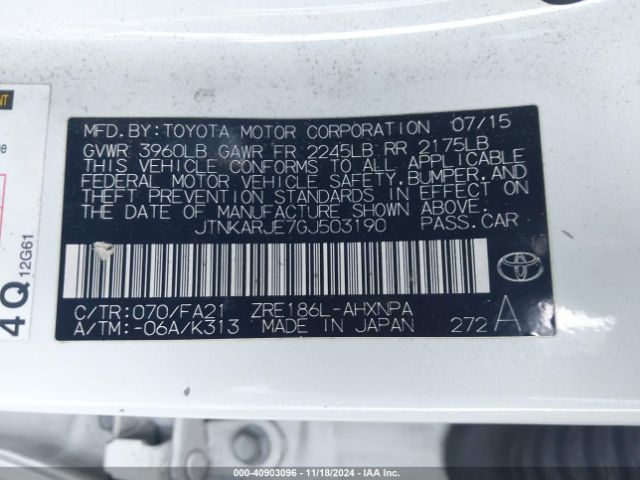 MFD.BY:TOYOTA MOTOR CORPORATION 07/15
GVWR 3960LB GAWR FR 2245LB RR 2175LB
THIS VEHICLE CONFORMS TO ALL APPLICABLE
FEDERAL MOTOR VEHICLE SAFETY,BUMPER,AND
THEFT PREVENTION STANDARDS IN EFFECT ON
THE DATE OF MANUFACTURE SHOWN ABOVE.
JTNKARJE7GJ503190 PASS.CAR
TOYOTA
C/TR:070/FA21 ZRE186L-AHXNPA
A/TM:-06A/K313 MADE IN JAPAN 272 A
4Q 12G61
000-40903096 - 11/18/2024 - IAAI.CA